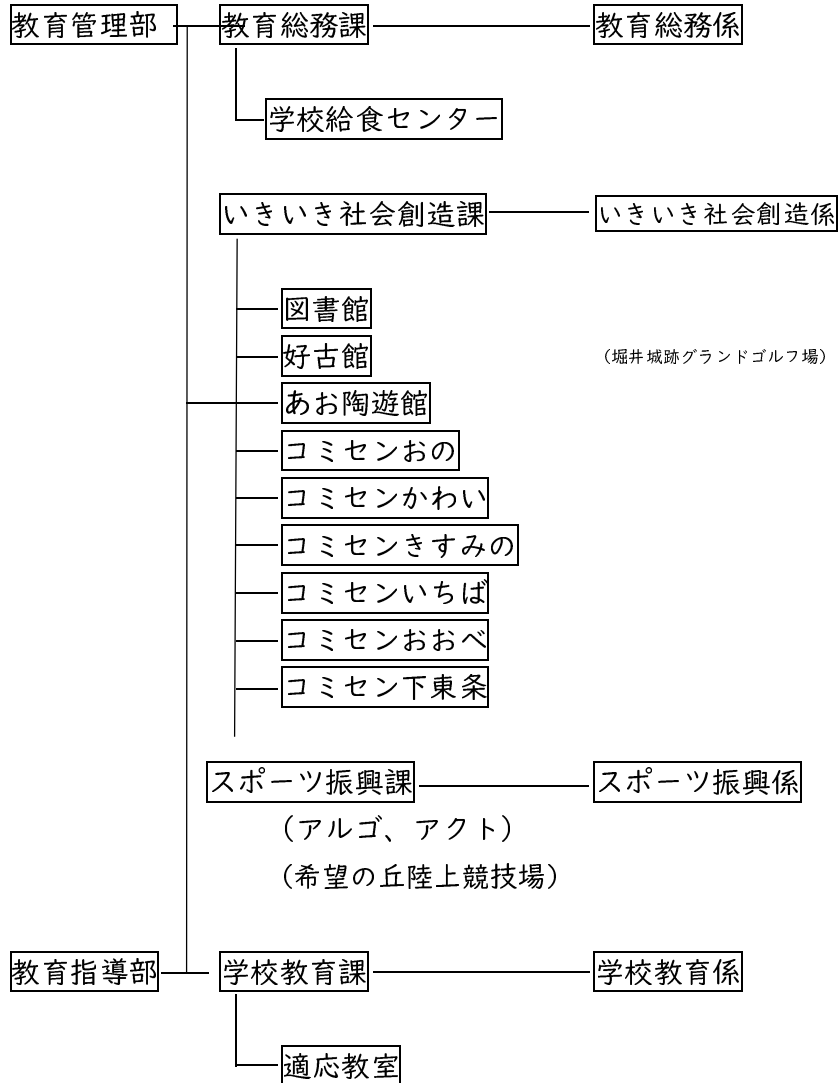 教育管理部 教育総務課 教育総務係
学校給食センター
いきいき社会創造課 いきいき社会創造係
図書館
好古館 （堀井城跡グランドゴルフ場）
あお陶遊館
コミセンおの
コミセンかわい
コミセンきすみの
コミセンいちば
コミセンおおべ
コミセン下東条
スポーツ振興課 スポーツ振興係
（アルゴ、アクト）
（希望の丘陸上競技場）
教育指導部 学校教育課 学校教育係
適応教室